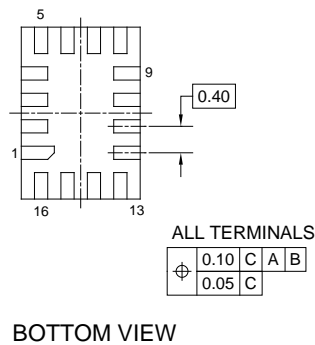 5
9
0.40
1
16
13
ALL TERMINALS
0.10 C A B
0.05 C
BOTTOM VIEW